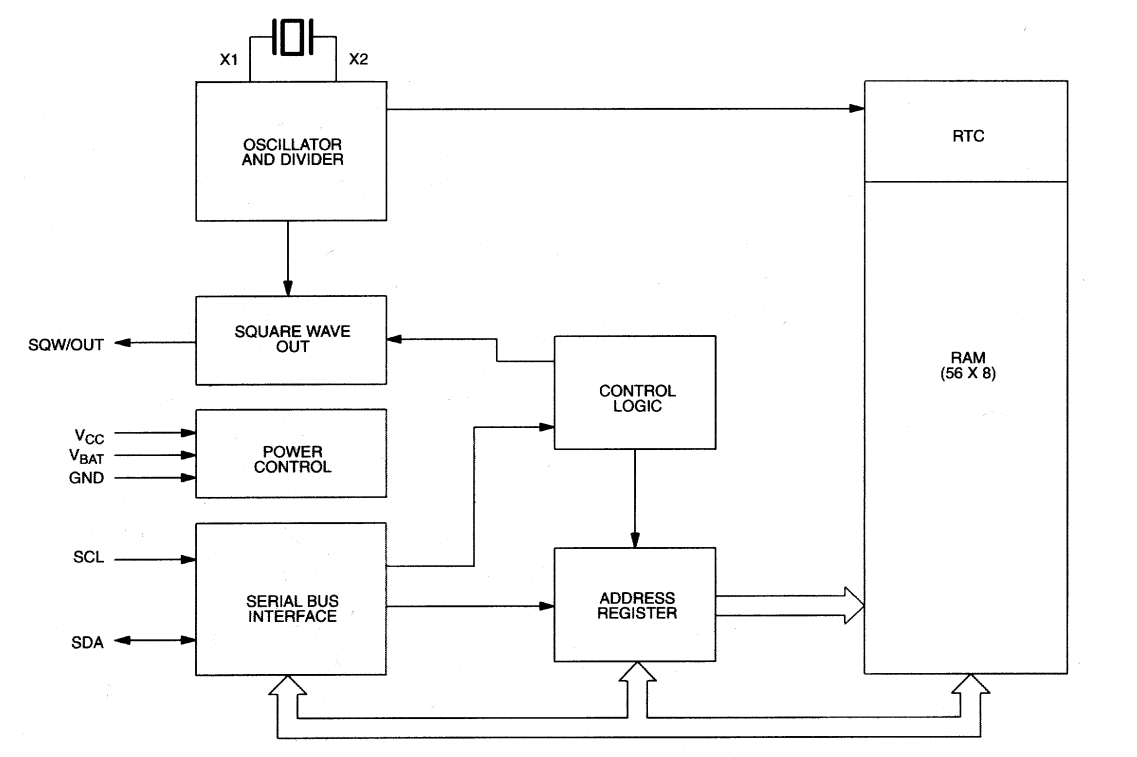 X1
X2
OSCILLATOR
AND DIVIDER
RTC
SQUARE WAVE
OUT
SQW/OUT
CONTROL
LOGIC
RAM
(56 X 8)
VCC
VBAT
GND
POWER
CONTROL
SCL
SDA
SERIAL BUS
INTERFACE
ADDRESS
REGISTER